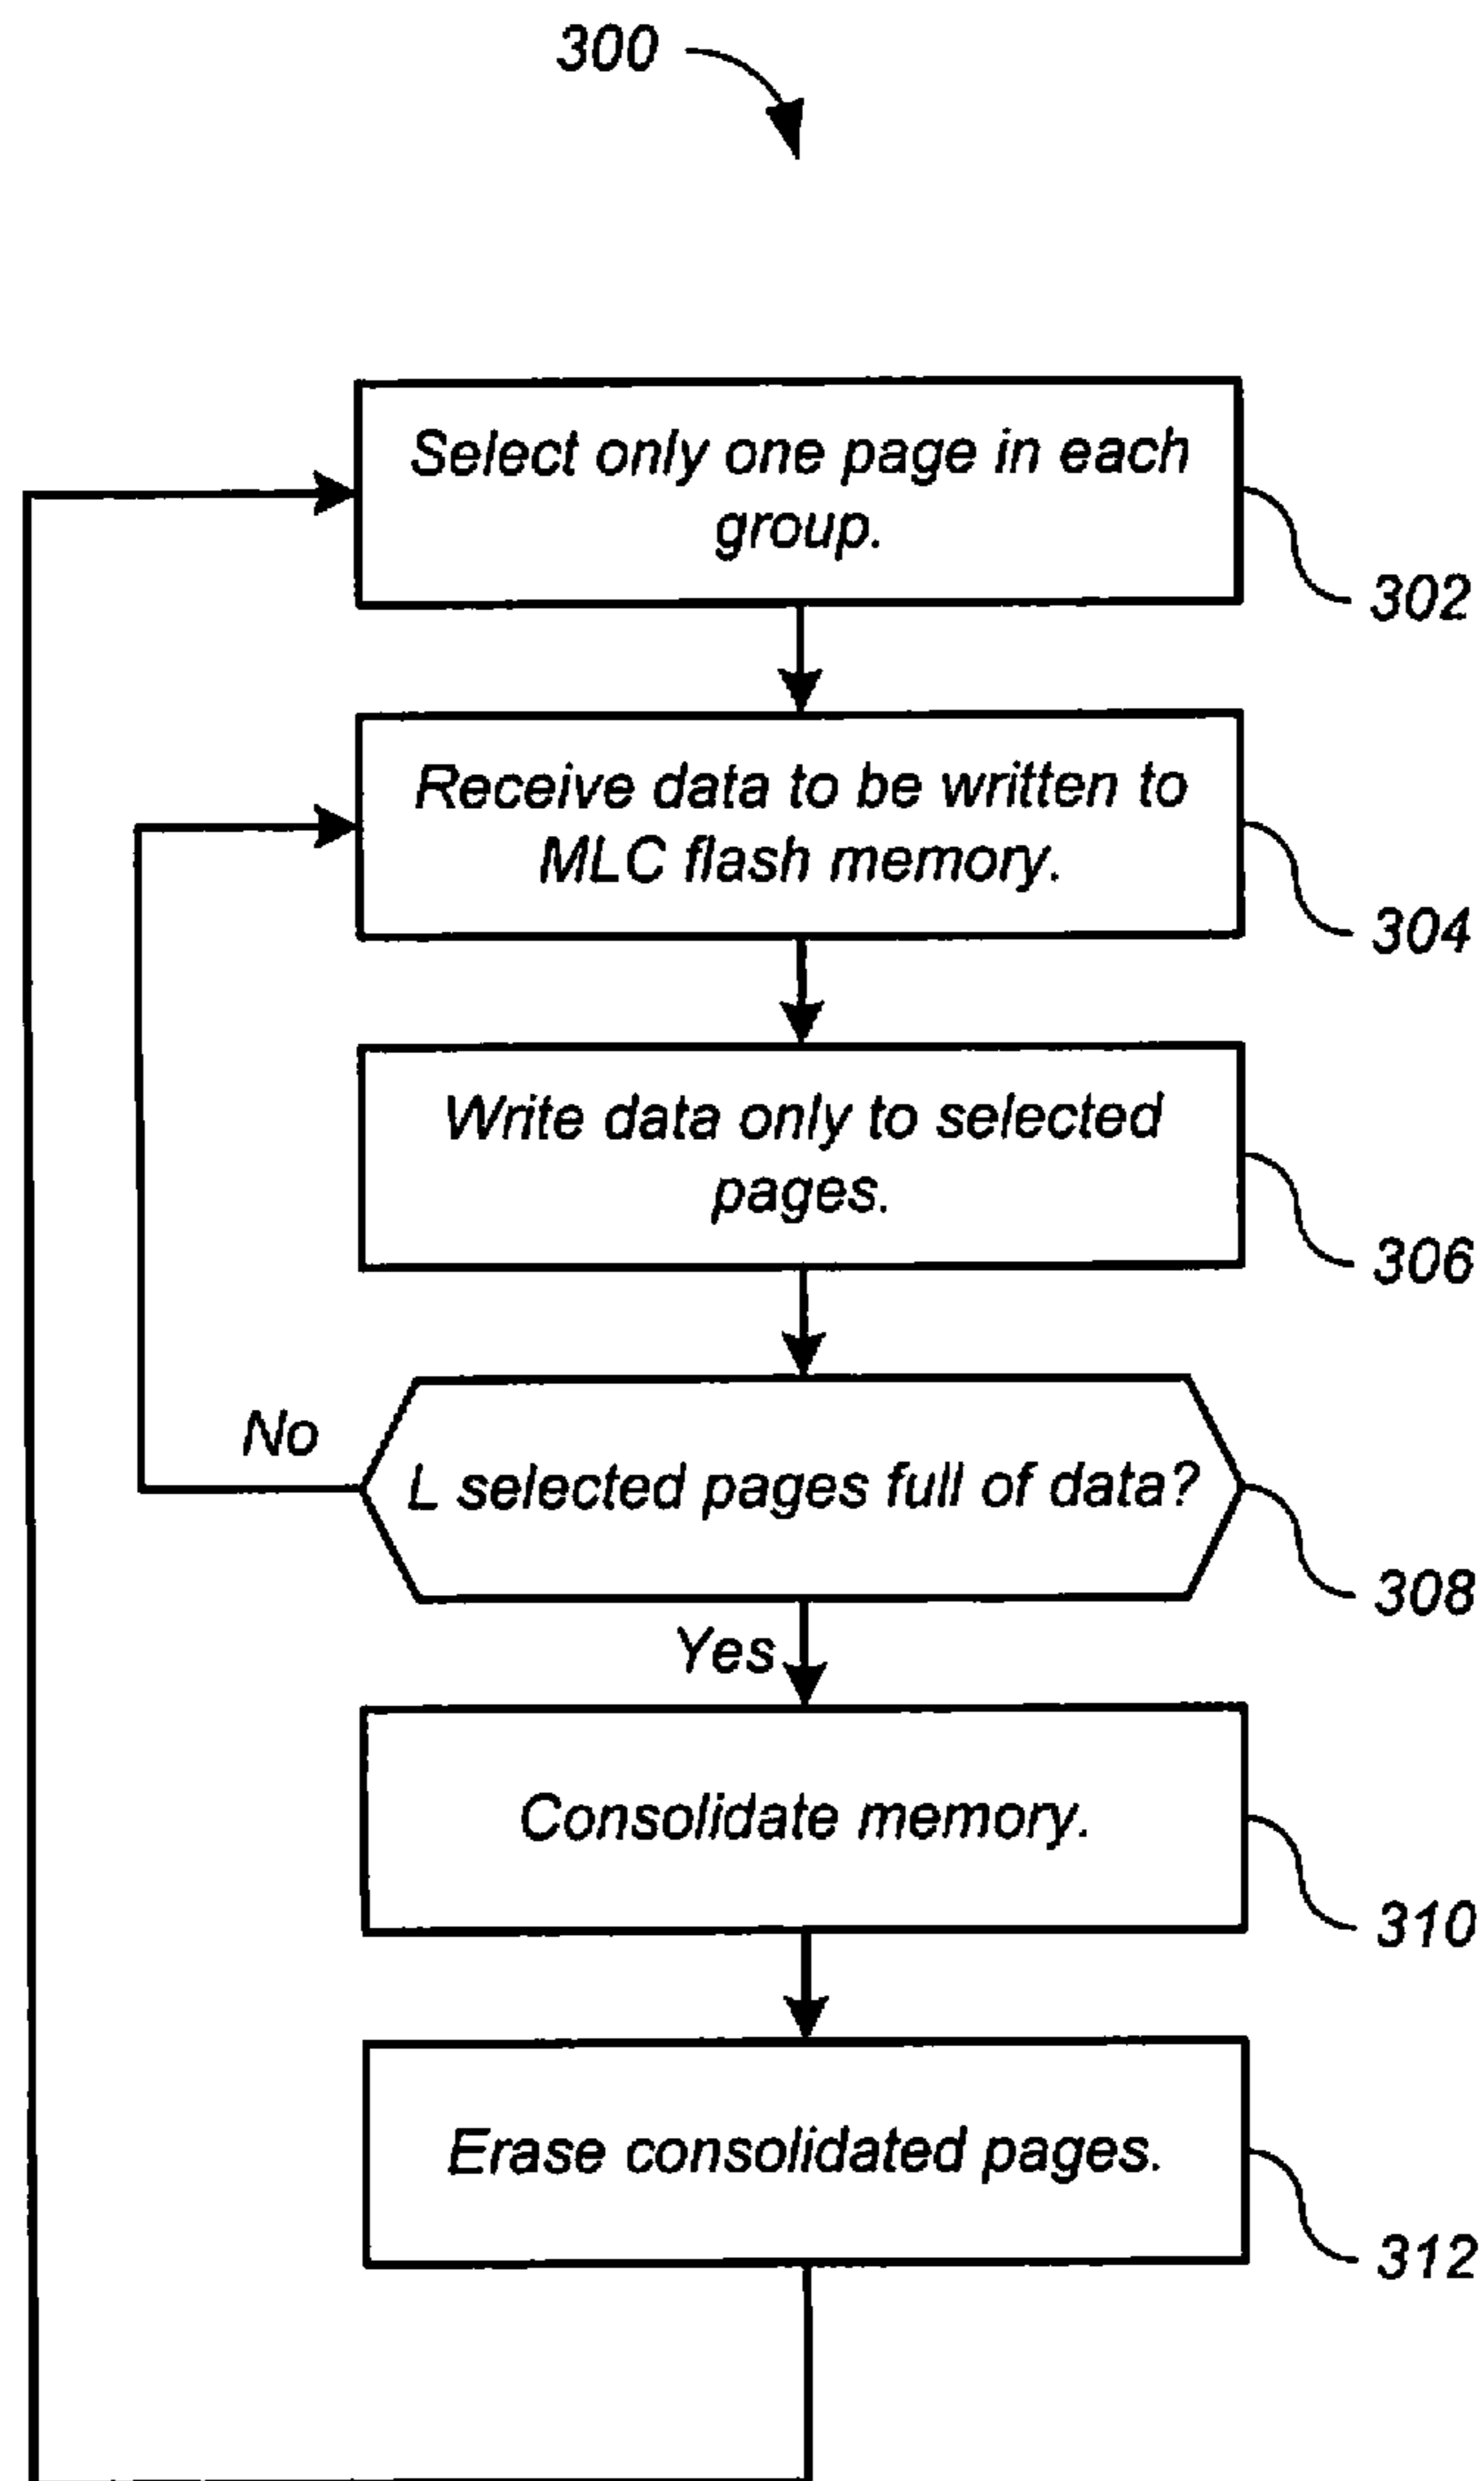 300
Select only one page in each
group.
302
Receive data to be written to
MLC flash memory.
304
Write data only to selected
pages.
306
No
L selected pages full of data?
308
Yes
Consolidate memory.
310
Erase consolidated pages.
312